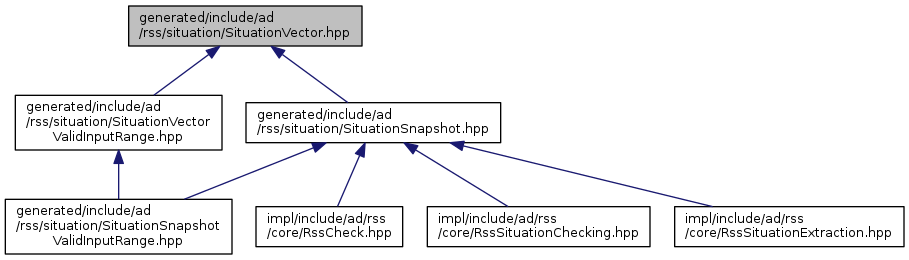 generated/include/ad
/rss/situation/SituationVector.hpp
generated/include/ad
/rss/situation/SituationVector
ValidInputRange.hpp
generated/include/ad
/rss/situation/SituationSnapshot.hpp
generated/include/ad
/rss/situation/SituationSnapshot
ValidInputRange.hpp
impl/include/ad/rss
/core/RssCheck.hpp
impl/include/ad/rss
/core/RssSituationChecking.hpp
impl/include/ad/rss
/core/RssSituationExtraction.hpp